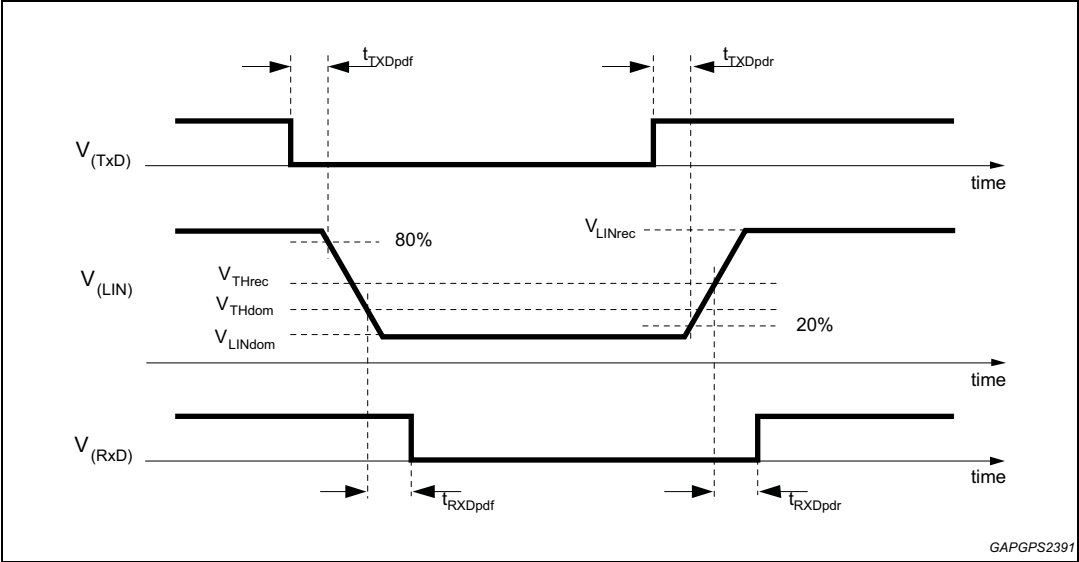 tTXDpdf
tTXDpdr
V(TxD)
time
VLINrec
80%
VTHrec
V(LIN)
VTHdom
20%
VLINdom
time
V(RxD)
time
tRXDpdf
tRXDpdr
GAPGPS2391